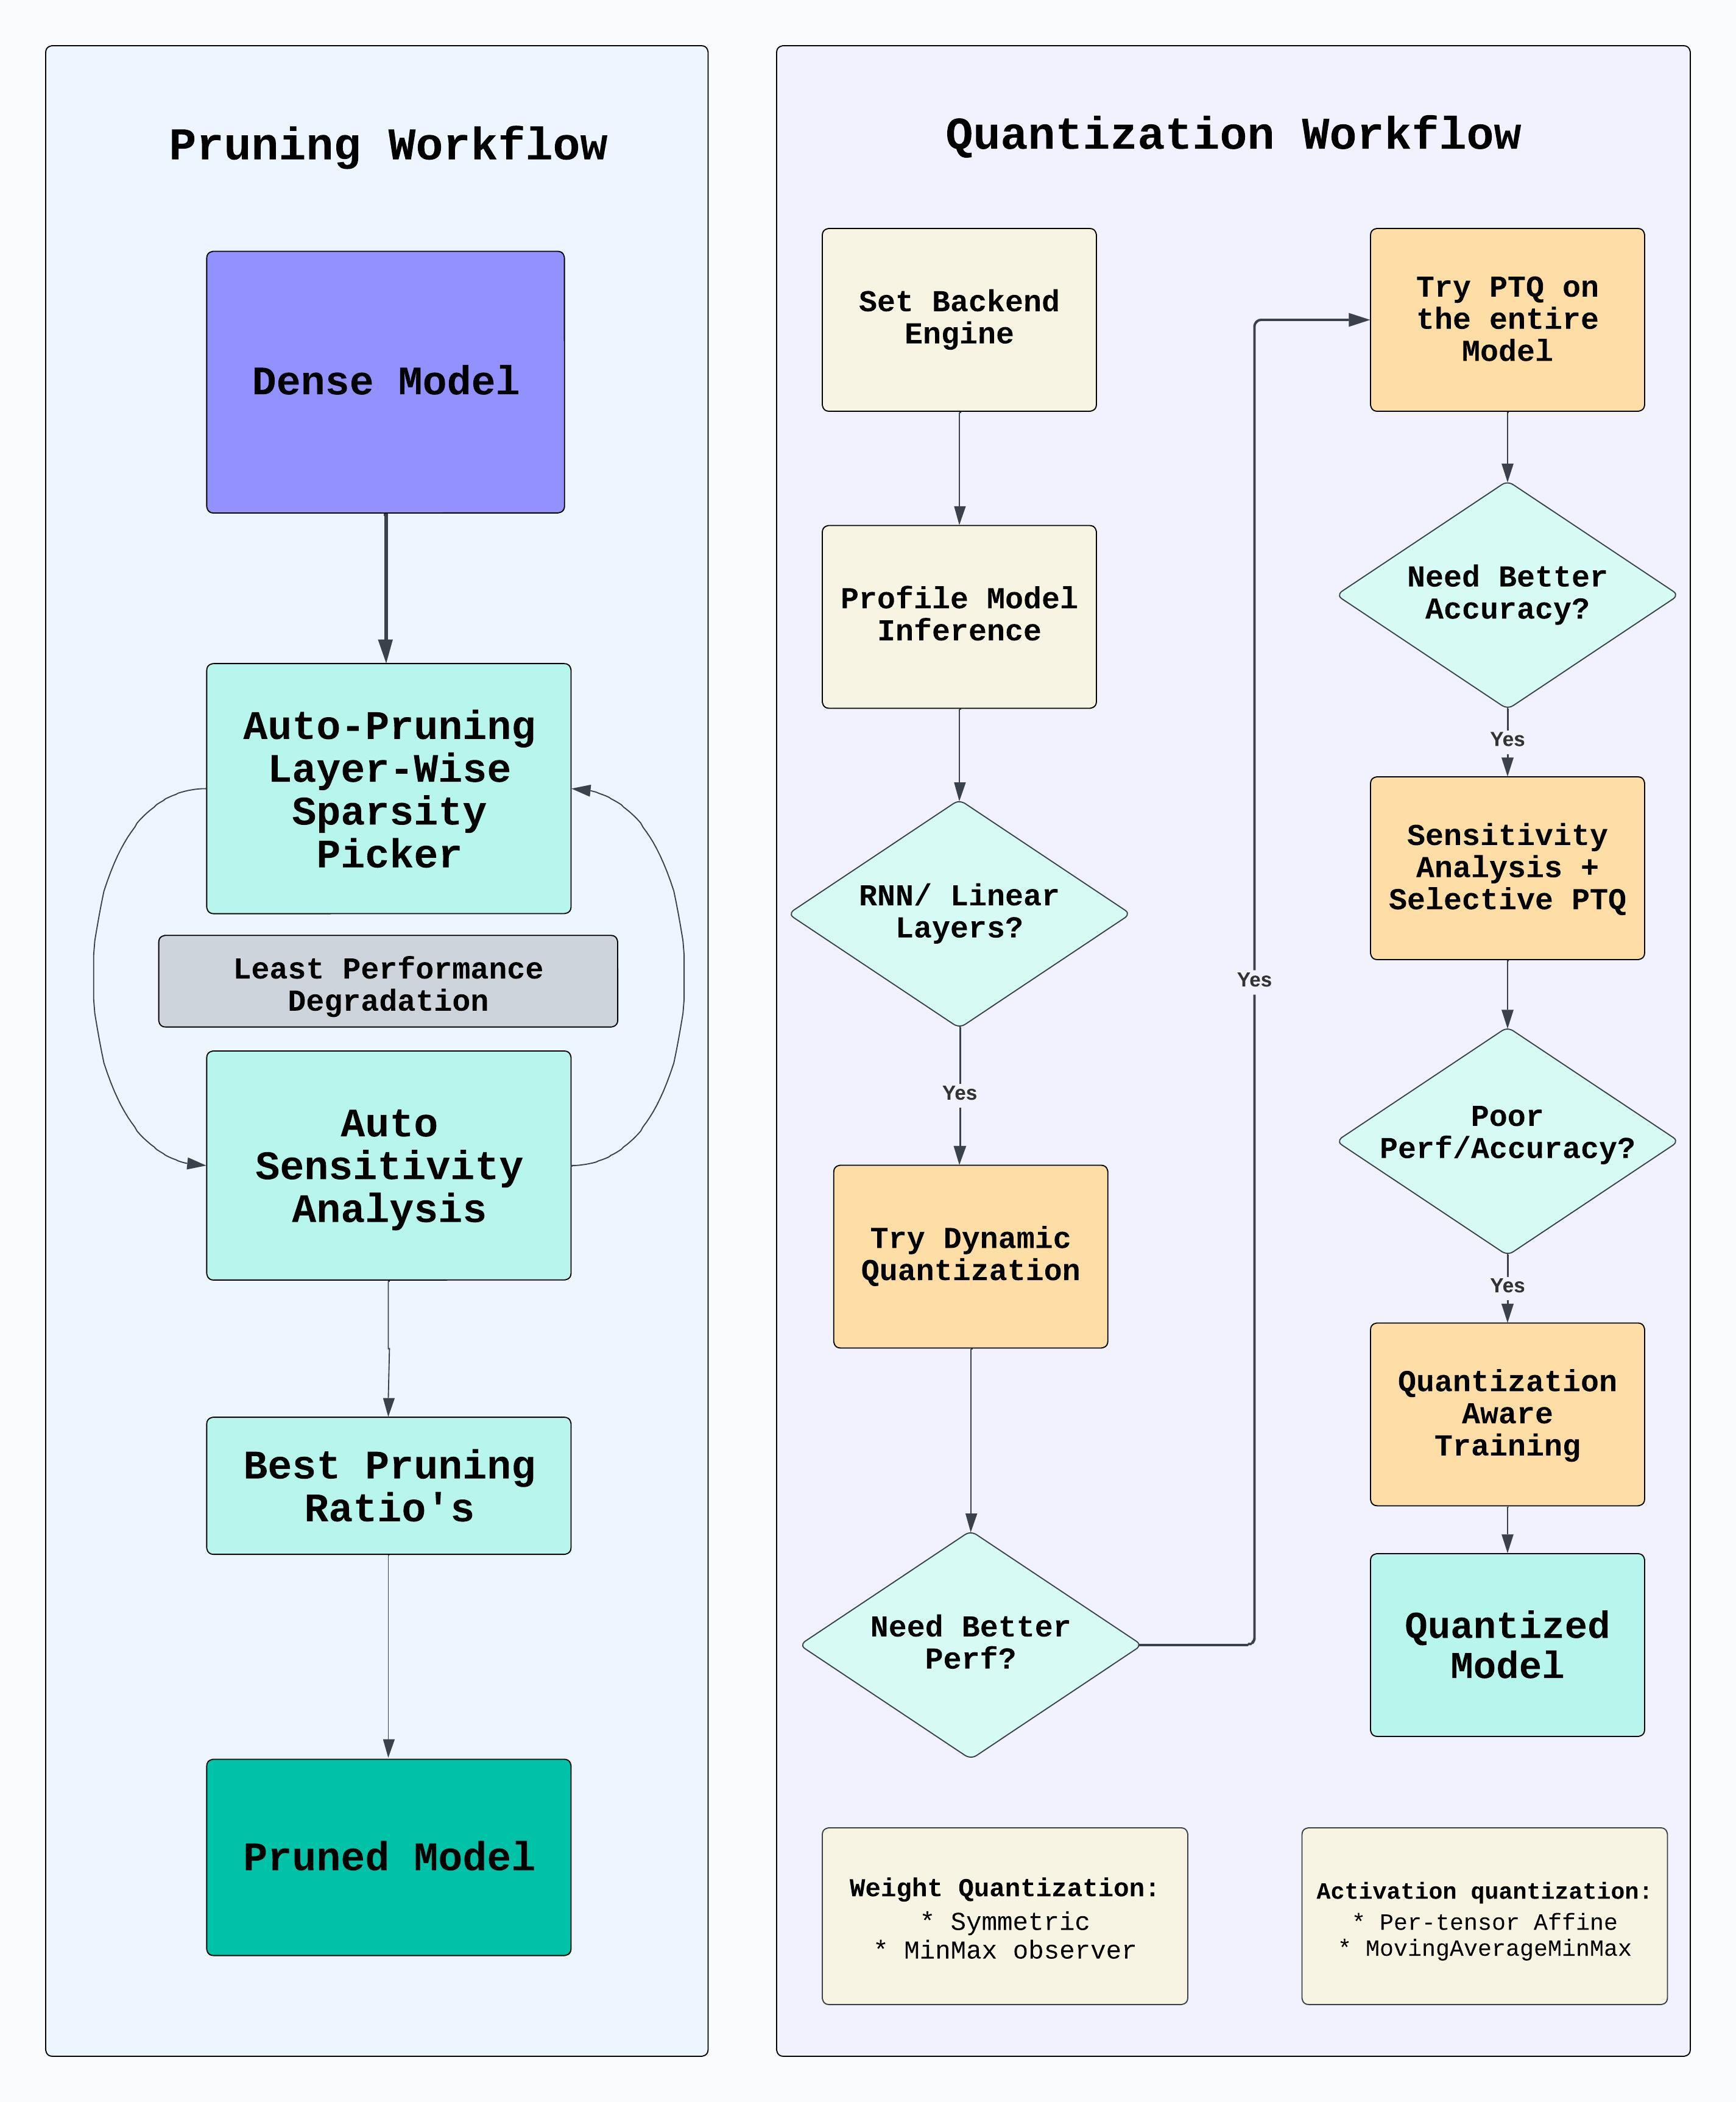 Pruning Workflow
Dense Model
Auto-Pruning
Layer-Wise
Sparsity
Picker
Least Performance
Degradation
Auto
Sensitivity
Analysis
Best Pruning
Ratio's
Pruned Model
Quantization Workflow
Set Backend
Engine
Profile Model
Inference
RNN/ Linear
Layers?
Yes
Try Dynamic
Quantization
Need Better
Perf?
Yes
Try PTQ on
the entire
Model
Need Better
Accuracy?
Yes
Sensitivity
Analysis +
Selective PTQ
Poor
Perf/Accuracy?
Yes
Quantization
Aware
Training
Quantized
Model
Weight Quantization:
* Symmetric
* MinMax observer
Activation quantization:
* Per-tensor Affine
* MovingAverageMinMax